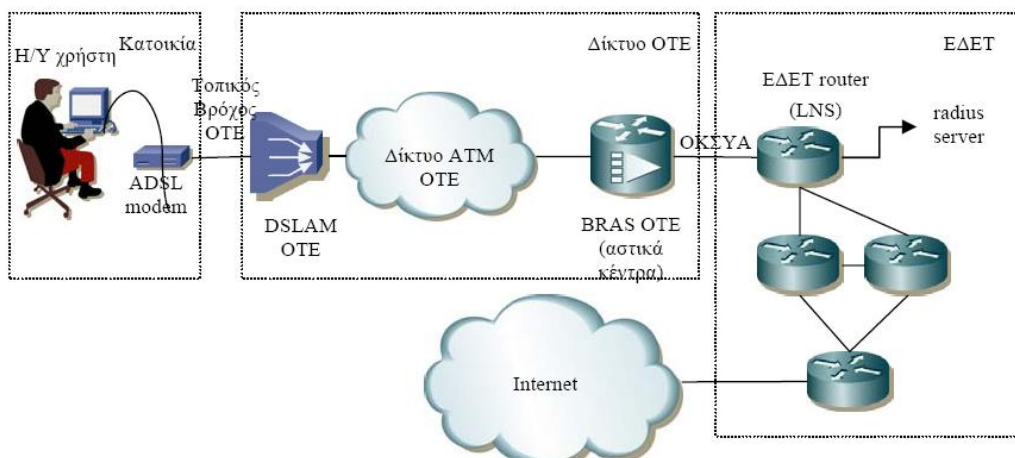 Η/Υ χρήστη
Κατοικία
ADSL
modem
Τοπικός
Βρόχος
ΟΤΕ
Δίκτυο ΟΤΕ
DSLAM
ΟΤΕ
Δίκτυο ΑΤΜ
ΟΤΕ
BRAS ΟΤΕ
(αστικά
κέντρα)
ΟΚΣΥΑ
ΕΔΕΤ
ΕΔΕΤ router
(LNS)
radius
server
Internet